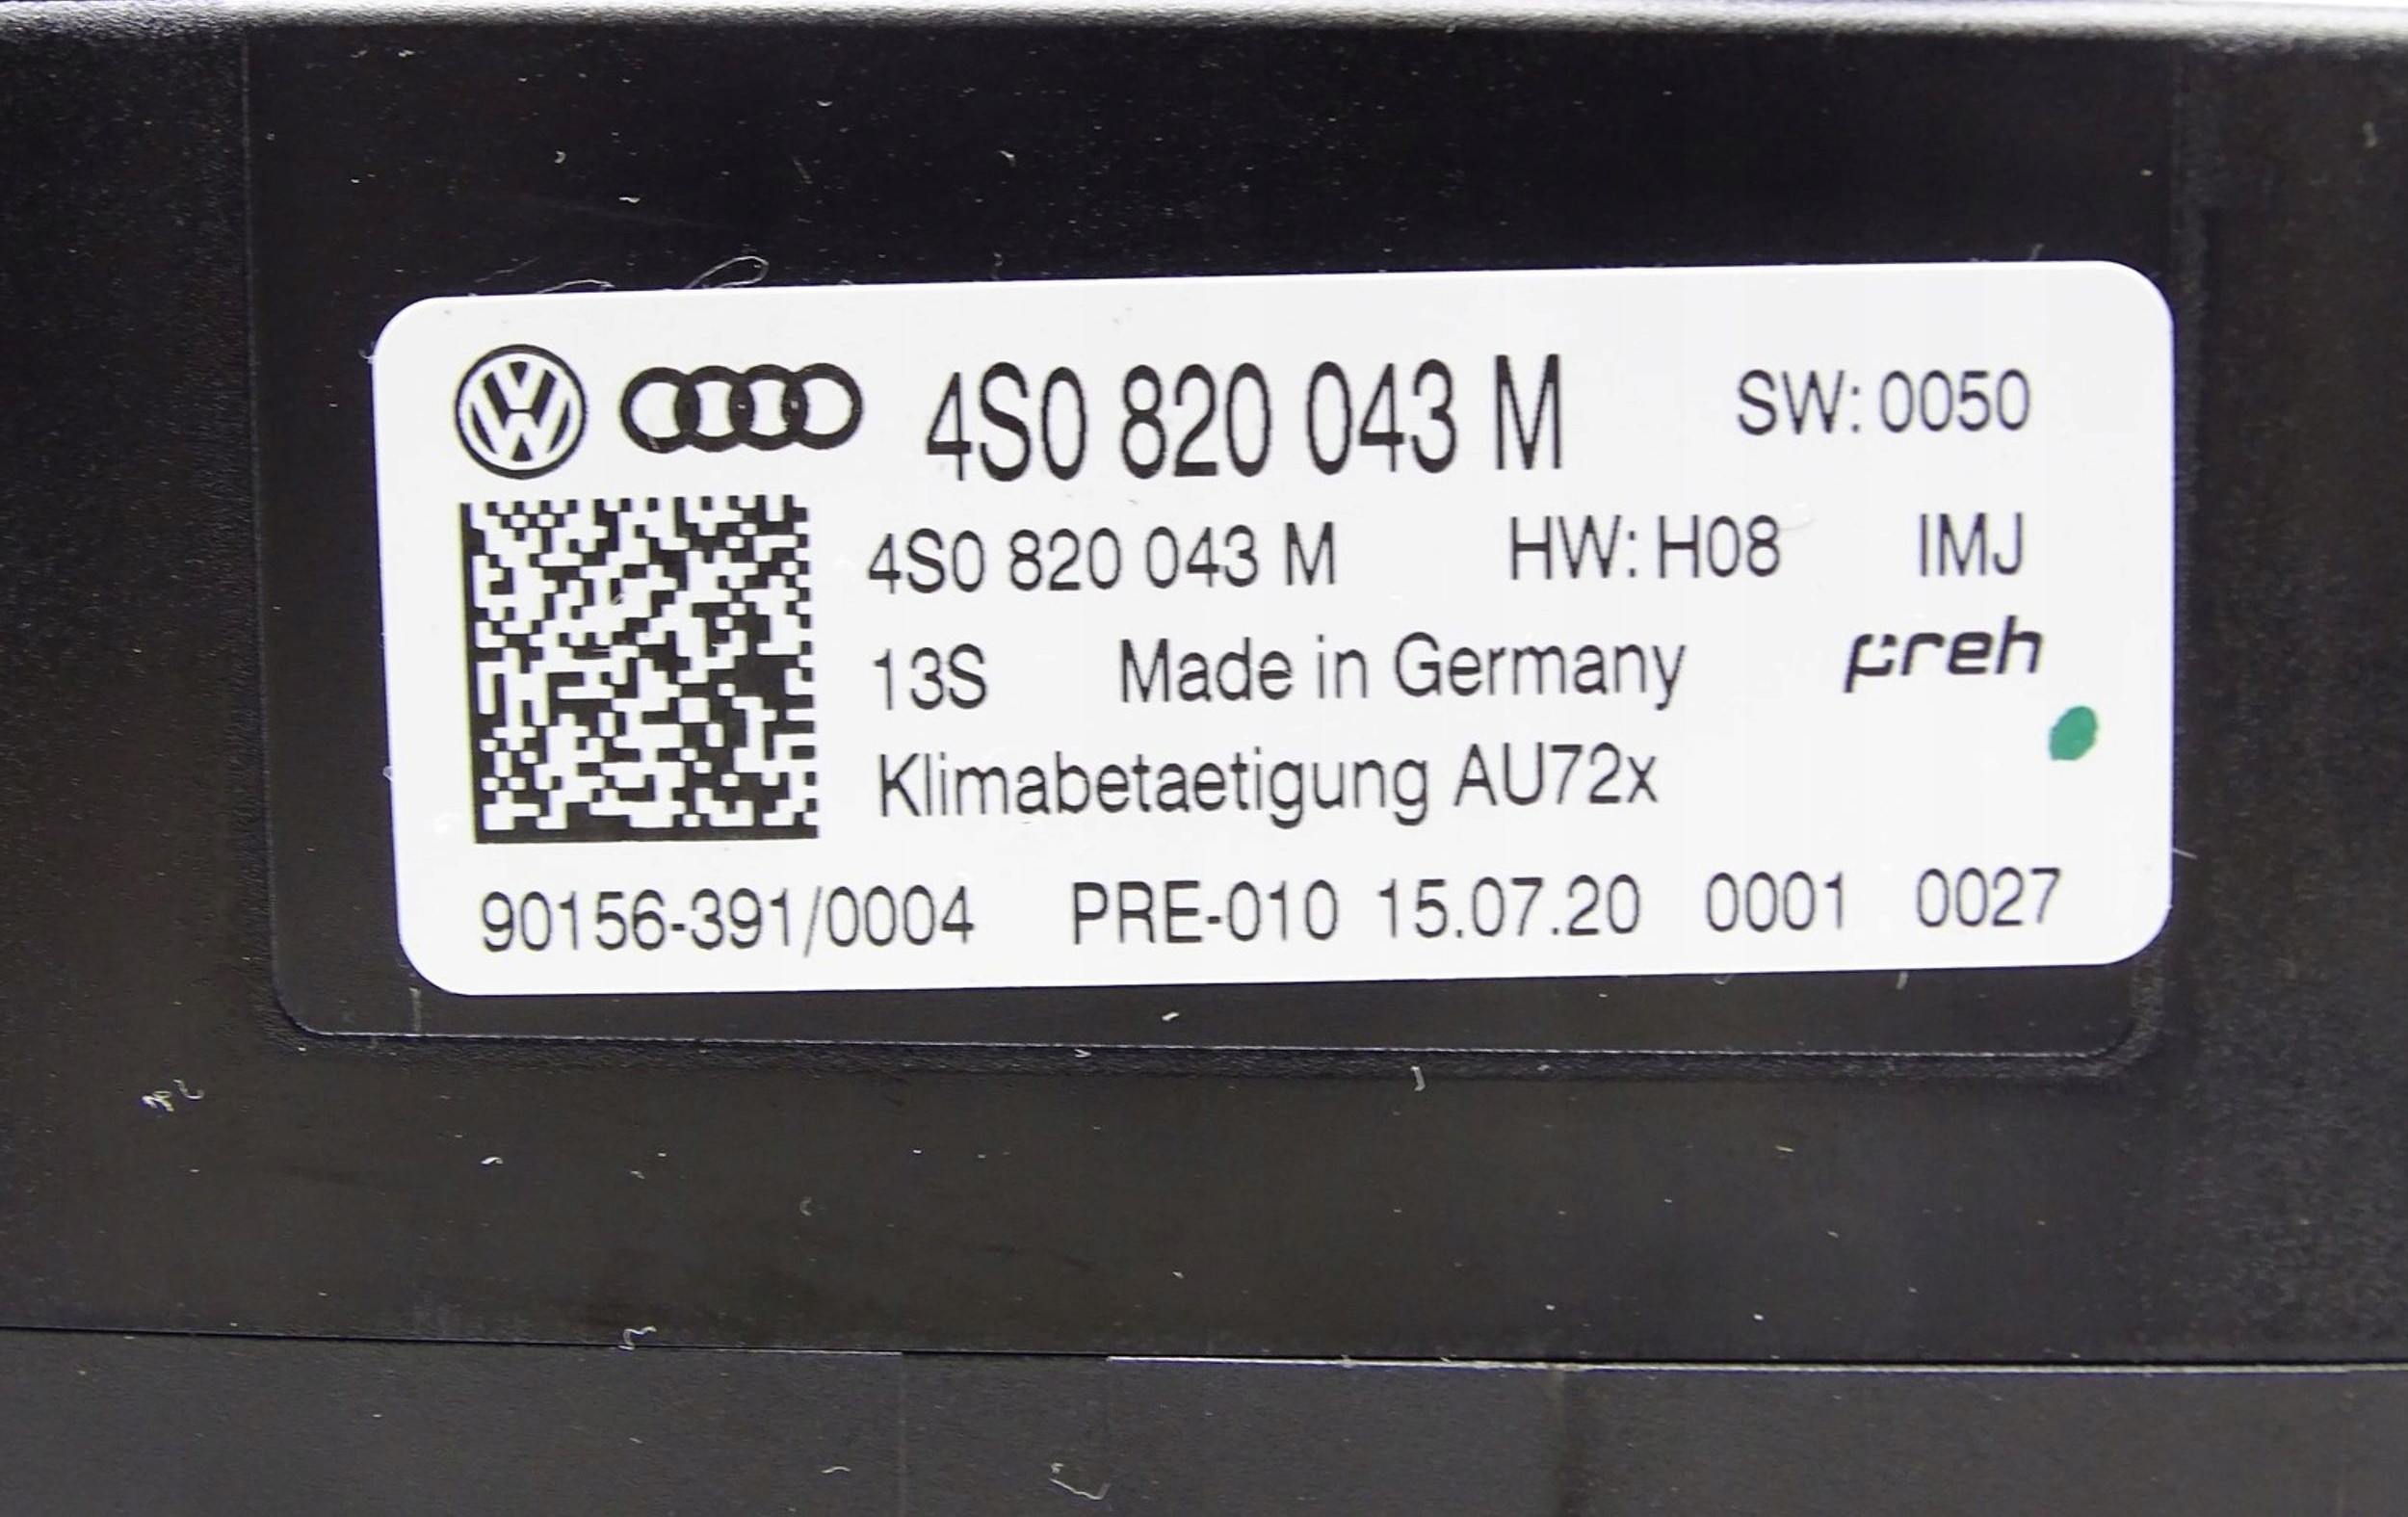 4S0 820 043 M SW: 0050
4S0 820 043 M HW: H08 IMJ
13S Made in Germany preh
Klimabetaetigung AU72x
90156-391/0004 PRE-010 15.07.20 0001 0027